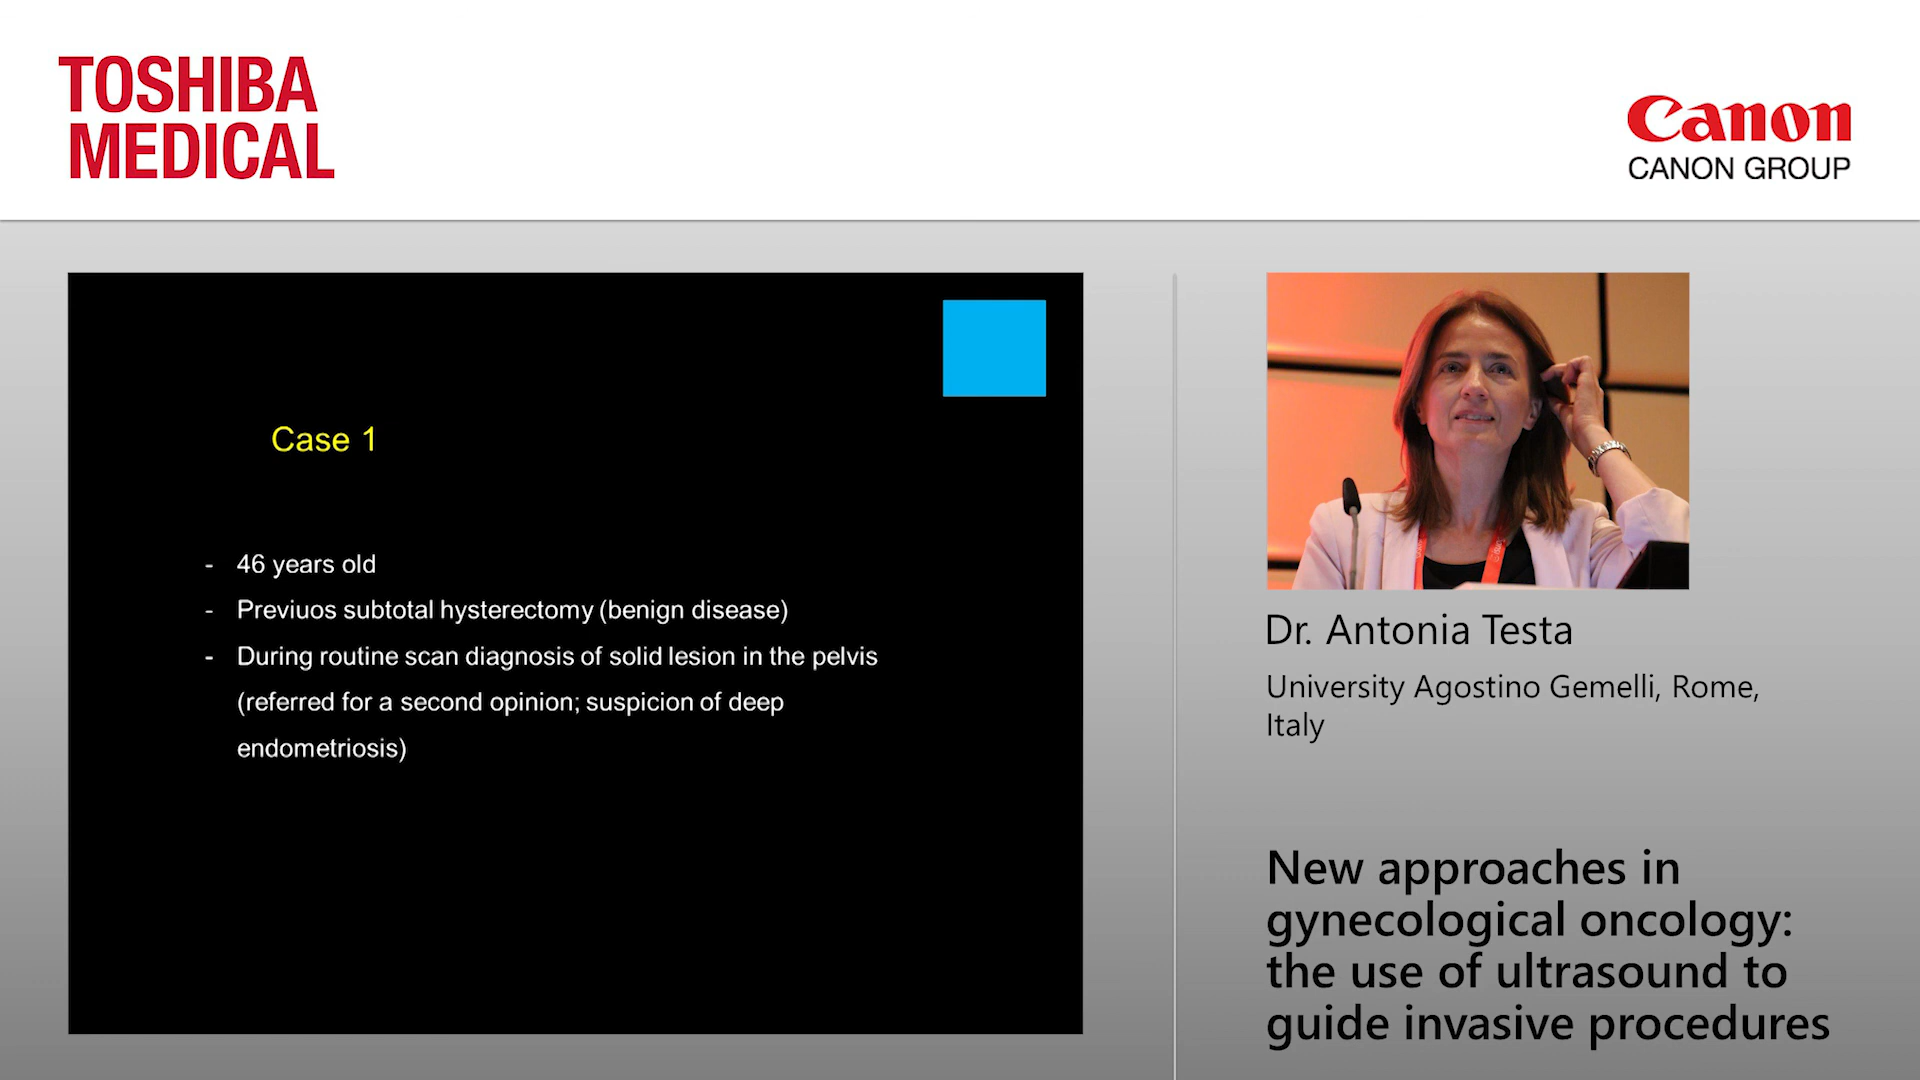 TOSHIBA
MEDICAL
Canon
CANON GROUP
Case 1
- 46 years old
- Previuos subtotal hysterectomy (benign disease)
- During routine scan diagnosis of solid lesion in the pelvis
(referred for a second opinion; suspicion of deep
endometriosis)
Dr. Antonia Testa
University Agostino Gemelli, Rome,
Italy
New approaches in
gynecological oncology:
the use of ultrasound to
guide invasive procedures